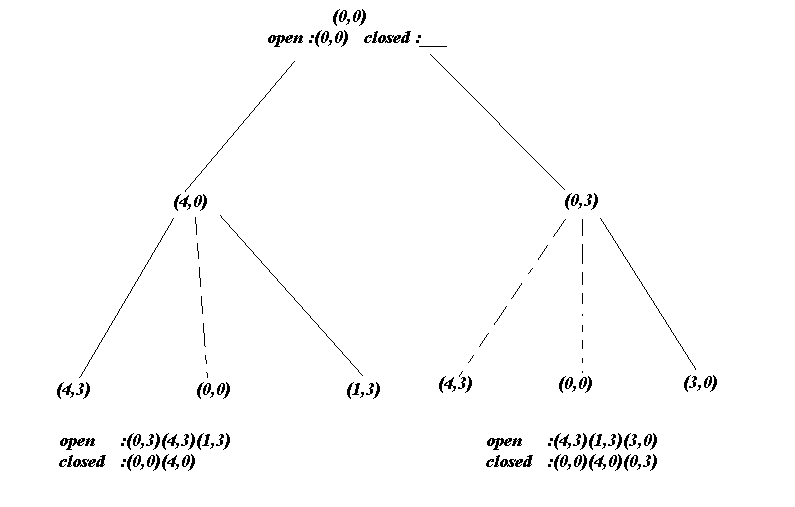 (0,0)
open :(0,0) closed :___
(4,0) (0,3)
(4,3) (0,0) (1,3) (4,3) (0,0) (3,0)
open :(0,3)(4,3)(1,3)
closed :(0,0)(4,0)
open :(4,3)(1,3)(3,0)
closed :(0,0)(4,0)(0,3)